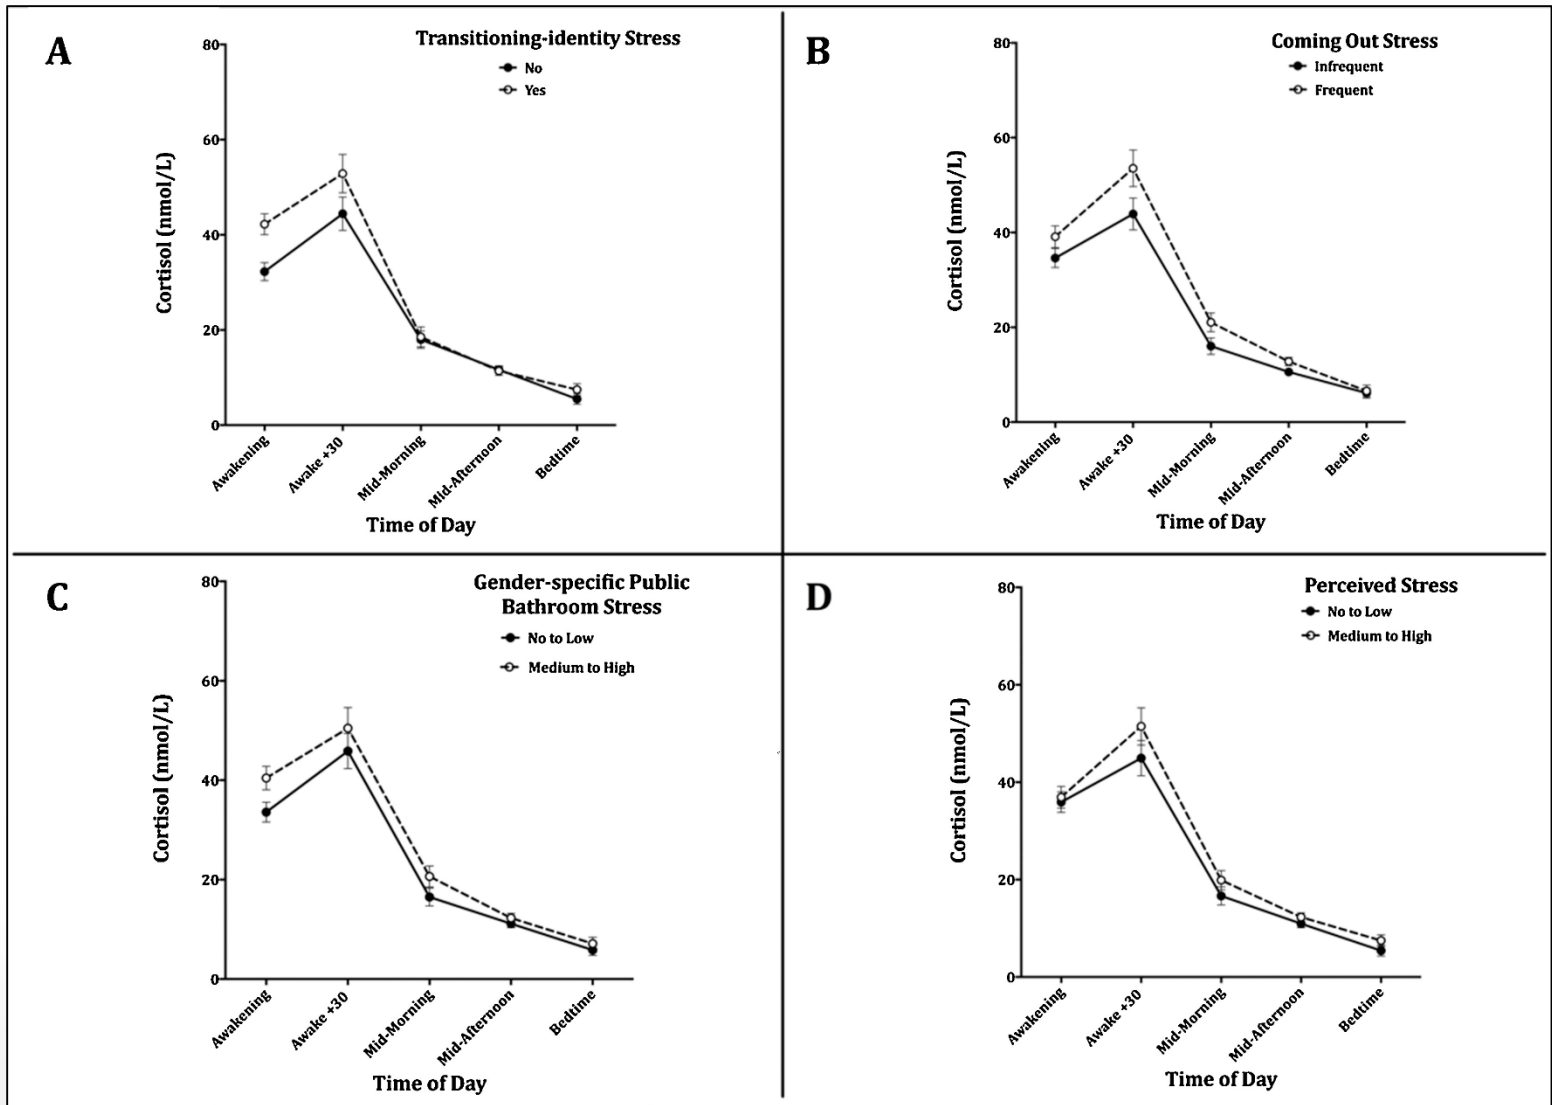 A
Transitioning-identity Stress
No
Yes
80
60
40
20
0
Cortisol (nmol/L)
Awakening
Awake +30
Mid-Morning
Mid-Afternoon
Bedtime
Time of Day
B
Coming Out Stress
Infrequent
Frequent
80
60
40
20
0
Cortisol (nmol/L)
Awakening
Awake +30
Mid-Morning
Mid-Afternoon
Bedtime
Time of Day
C
Gender-specific Public
Bathroom Stress
No to Low
Medium to High
80
60
40
20
0
Cortisol (nmol/L)
Awakening
Awake +30
Mid-Morning
Mid-Afternoon
Bedtime
Time of Day
D
Perceived Stress
No to Low
Medium to High
80
60
40
20
0
Cortisol (nmol/L)
Awakening
Awake +30
Mid-Morning
Mid-Afternoon
Bedtime
Time of Day